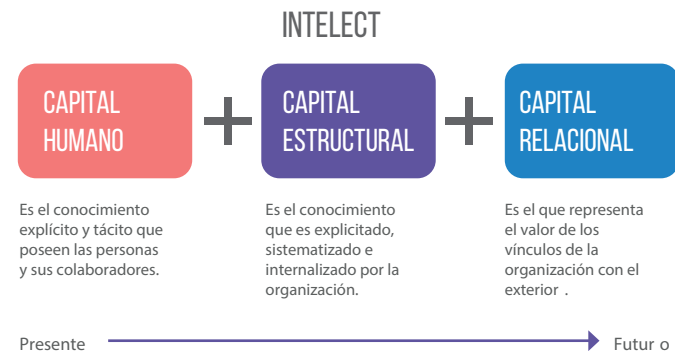 INTELECT
CAPITAL
HUMANO
CAPITAL
ESTRUCTURAL
CAPITAL
RELACIONAL
Es el conocimiento
explícito y tácito que
poseen las personas
y sus colaboradores.
Es el conocimiento
que es explicitado,
sistematizado e
internalizado por la
organización.
Es el que representa
el valor de los
vínculos de la
organización con el
exterior .
Presente
Futur o